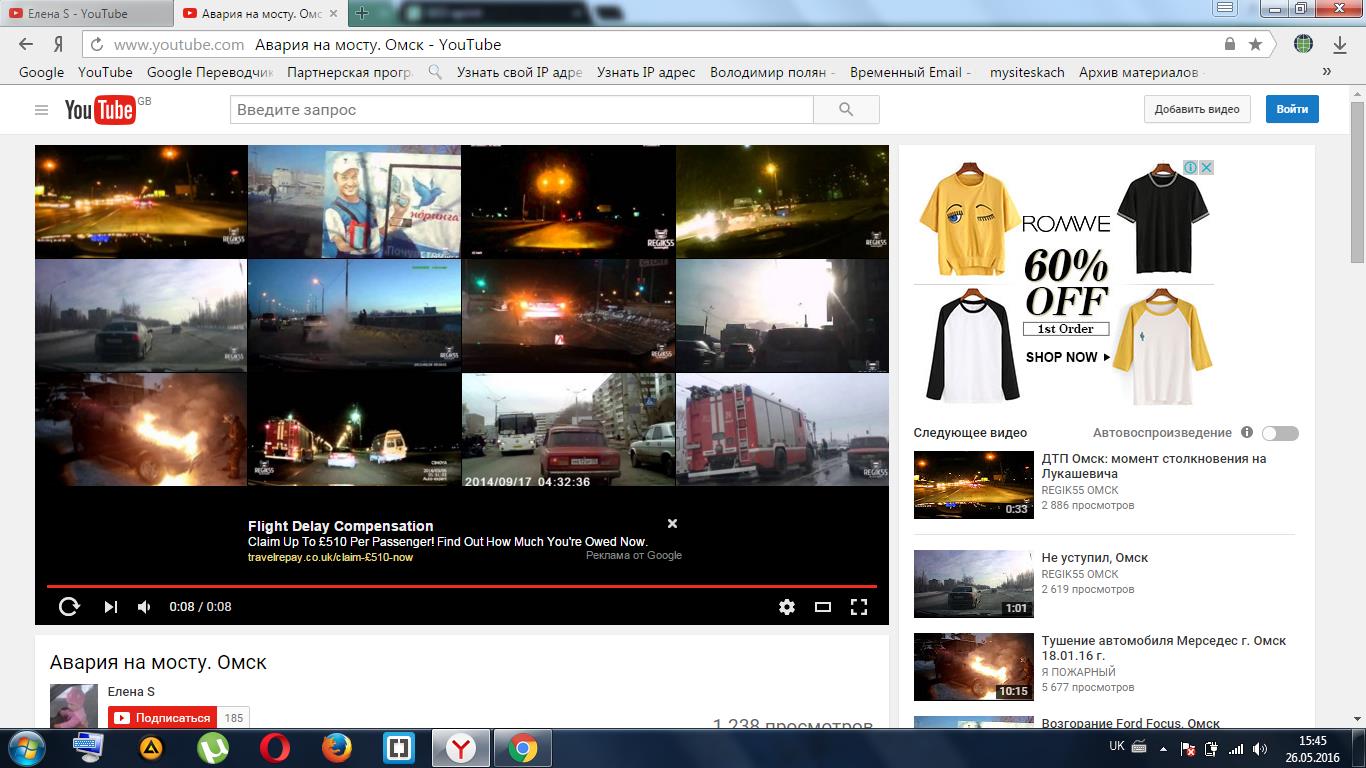 Елена S - YouTube
Авария на мосту. Омс
www.youtube.com Авария на мосту. Омск - YouTube
Google YouTube Google Переводчик Партнерская прогр Узнать свой IP адре Узнать IP адрес Володимир полян - Временный Email - mysiteskach Архив материалов - »
YouTube GB
Введите запрос
Добавить видео
Войти
REGIK55
2014/09/17 04:32:36
Flight Delay Compensation
Claim Up To £510 Per Passenger! Find Out How Much You're Owed Now.
travelrepay.co.uk/claim-£510-now
Реклама от Google
0:08 / 0:08
Авария на мосту. Омск
Елена S
Подписаться 185
1 238 просмотров
ROMWE
60%
OFF
1st Order
SHOP NOW
Следующее видео
Автовоспроизведение
ДТП Омск: момент столкновения на
Лукашевича
REGIK55 ОМСК
2 886 просмотров
0:33
Не уступил, Омск
REGIK55 ОМСК
2 619 просмотров
1:01
Тушение автомобиля Мерседес г. Омск
18.01.16 г.
Я ПОЖАРНЫЙ
5 677 просмотров
10:15
Возгорание Ford Focus. Омск
UK
15:45
26.05.2016